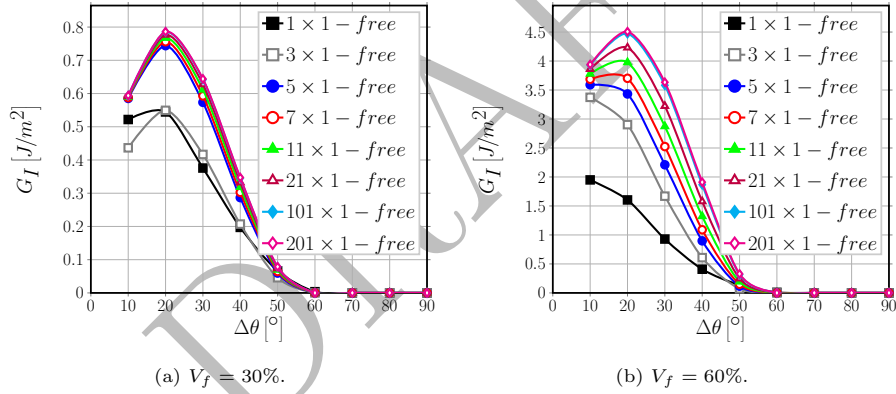 0.8
0.7
0.6
0.5
0.4
0.3
0.2
0.1
0
G_I [J/m^2]
0 10 20 30 40 50 60 70 80 90
Δθ [°]
1 × 1 − free
3 × 1 − free
5 × 1 − free
7 × 1 − free
11 × 1 − free
21 × 1 − free
101 × 1 − free
201 × 1 − free
(a) V_f = 30%.
4.5
4
3.5
3
2.5
2
1.5
1
0.5
0
G_I [J/m^2]
0 10 20 30 40 50 60 70 80 90
Δθ [°]
1 × 1 − free
3 × 1 − free
5 × 1 − free
7 × 1 − free
11 × 1 − free
21 × 1 − free
101 × 1 − free
201 × 1 − free
(b) V_f = 60%.
DRAF